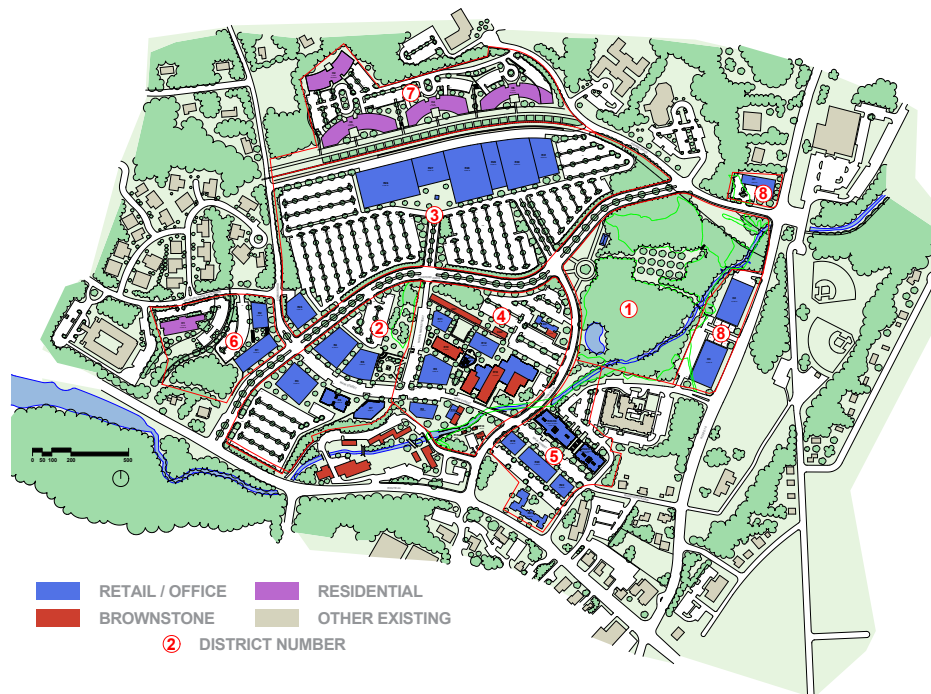 7
8
3
1
4
2
8
6
5
0 50 100 200 500
RETAIL / OFFICE
RESIDENTIAL
BROWNSTONE
OTHER EXISTING
2 DISTRICT NUMBER